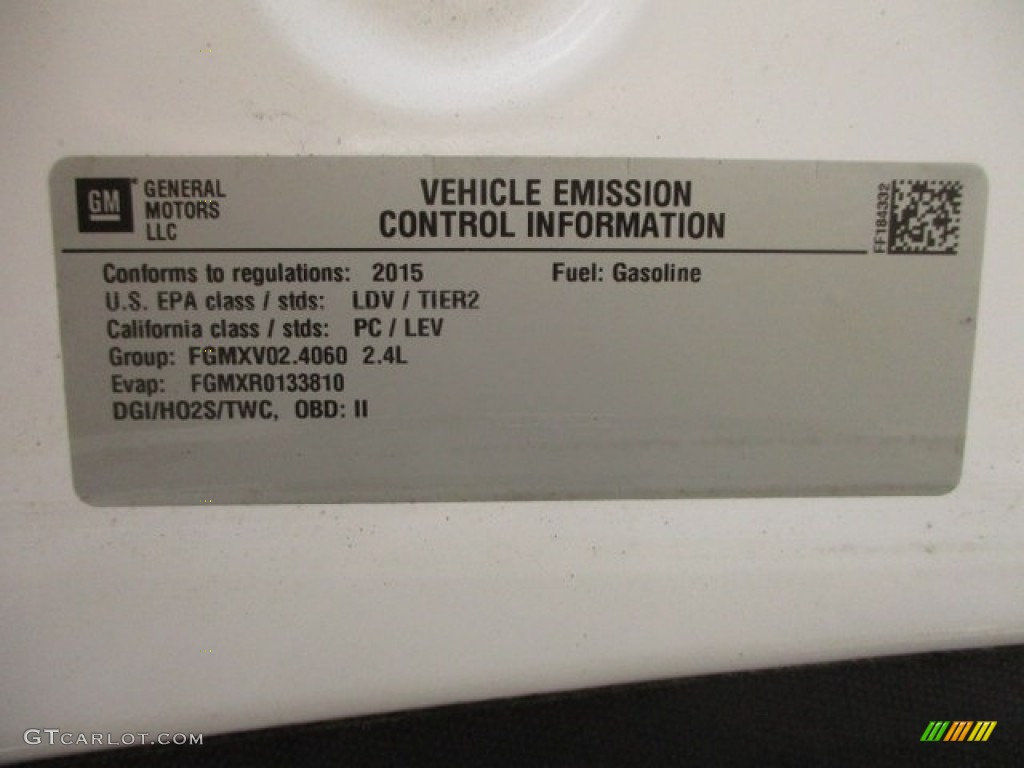 GM
GENERAL
MOTORS
LLC
VEHICLE EMISSION
CONTROL INFORMATION
FF184332
Conforms to regulations: 2015
Fuel: Gasoline
U.S. EPA class / stds: LDV / TIER2
California class / stds: PC / LEV
Group: FGMXV02.4060 2.4L
Evap: FGMXR0133810
DGI/HO2S/TWC, OBD: II
GTCARLOT.COM